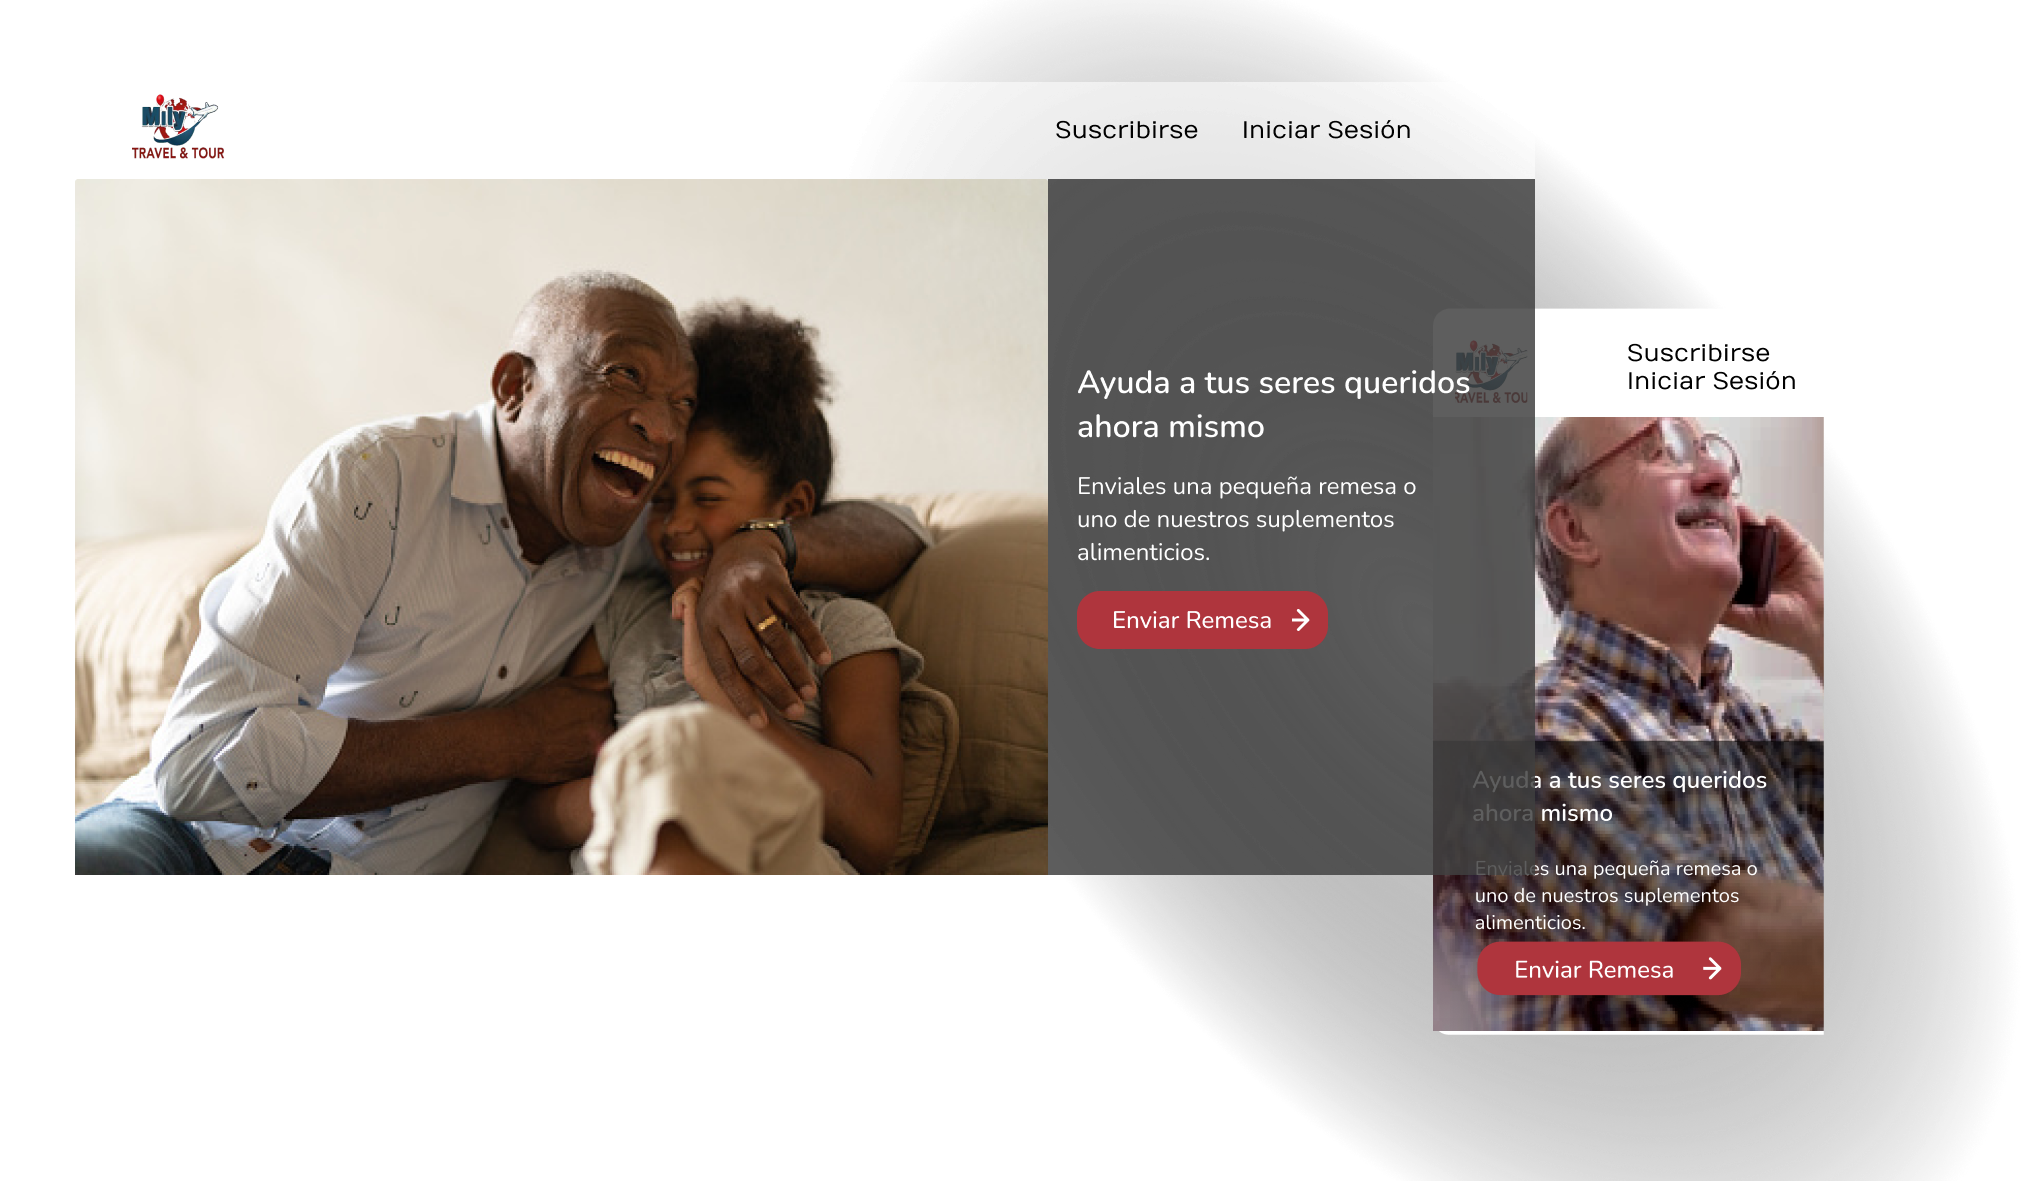 Mily
TRAVEL & TOUR
Suscribirse
Iniciar Sesión
Ayuda a tus seres queridos
ahora mismo
Enviales una pequeña remesa o
uno de nuestros suplementos
alimenticios.
Enviar Remesa
Mily
RAVEL & TOU
Suscribirse
Iniciar Sesión
Ayuda a tus seres queridos
ahora mismo
Enviales una pequeña remesa o
uno de nuestros suplementos
alimenticios.
Enviar Remesa